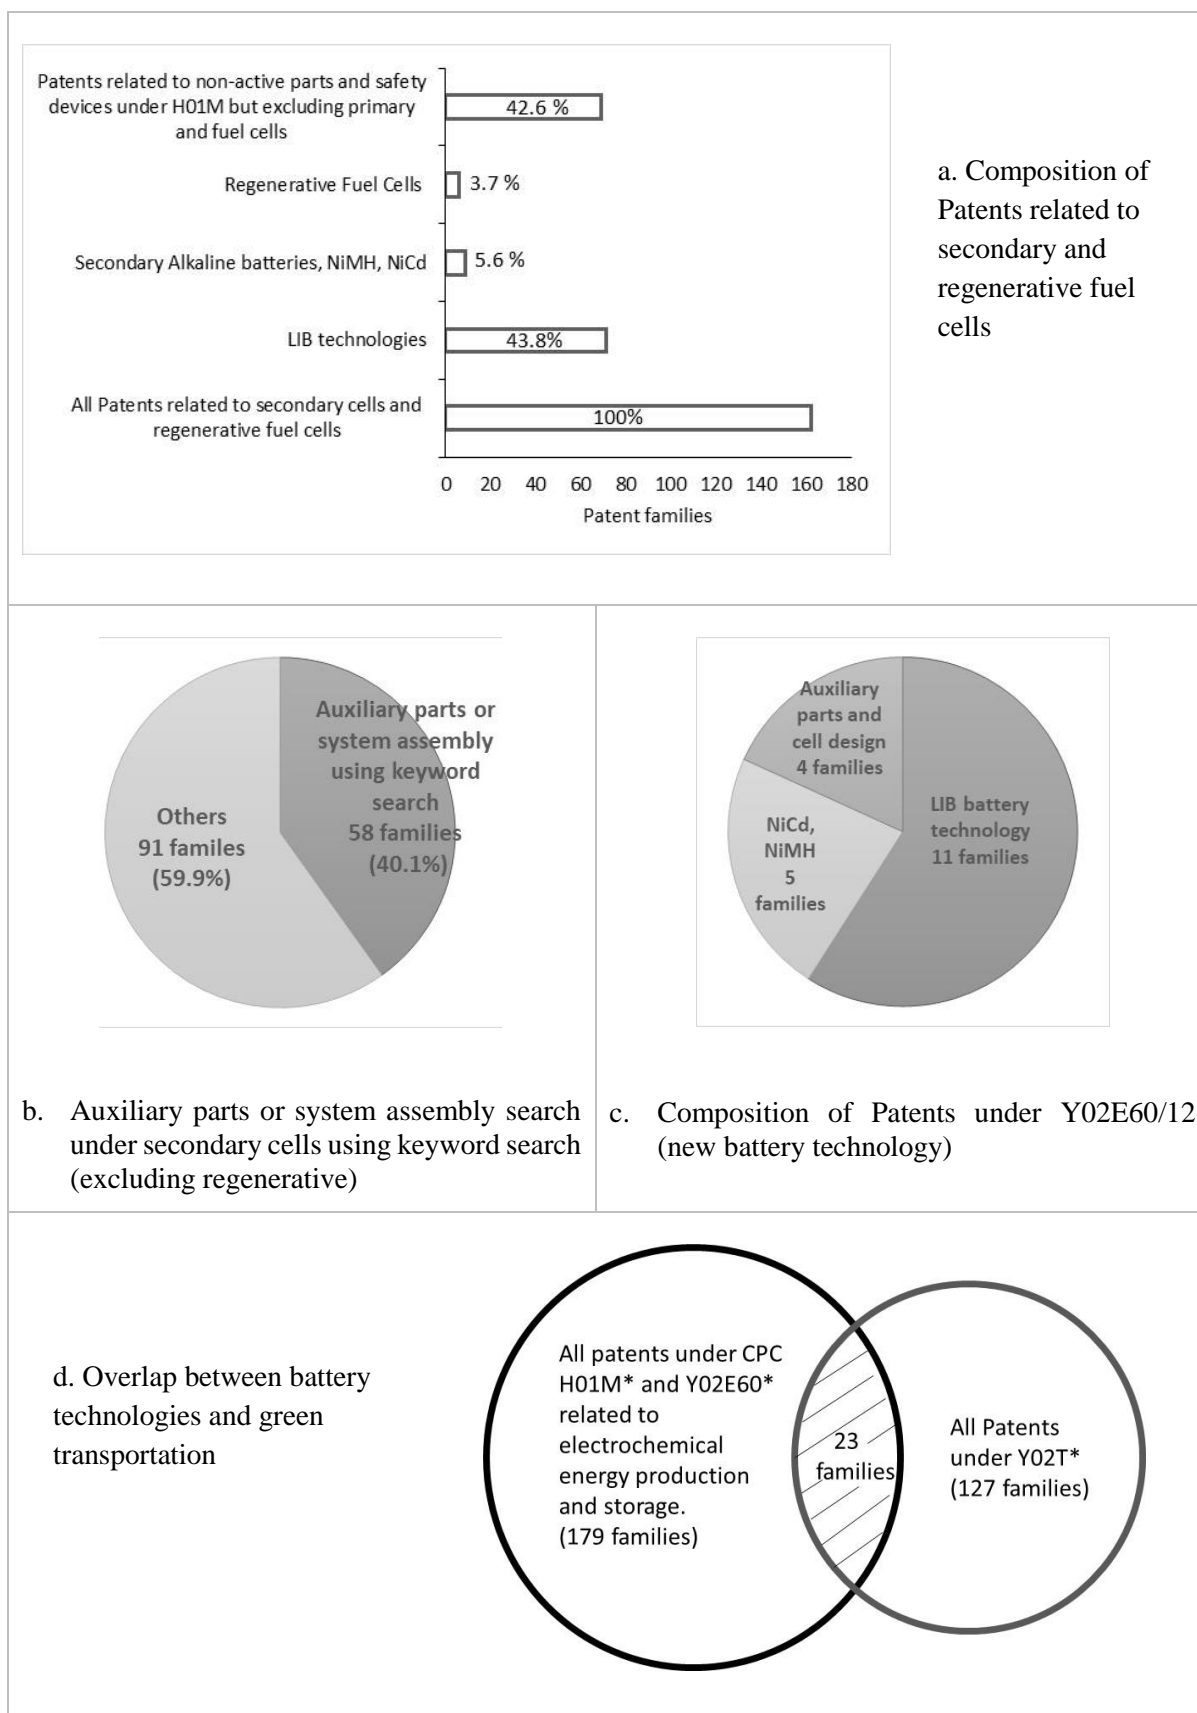 Patents related to non-active parts and safety
devices under H01M but excluding primary
and fuel cells
42.6 %
Regenerative Fuel Cells
3.7 %
Secondary Alkaline batteries, NiMH, NiCd
5.6 %
LIB technologies
43.8%
All Patents related to secondary cells and
regenerative fuel cells
100%
0 20 40 60 80 100 120 140 160 180
Patent families
a. Composition of
Patents related to
secondary and
regenerative fuel
cells
Auxiliary parts or
system assembly
using keyword
search
58 families
(40.1%)
Others
91 familes
(59.9%)
b. Auxiliary parts or system assembly search
under secondary cells using keyword search
(excluding regenerative)
Auxiliary
parts and
cell design
4 families
LIB battery
technology
11 families
NiCd,
NiMH
5
families
c. Composition of Patents under Y02E60/12
(new battery technology)
d. Overlap between battery
technologies and green
transportation
All patents under CPC
H01M* and Y02E60*
related to
electrochemical
energy production
and storage.
(179 families)
23
families
All Patents
under Y02T*
(127 families)